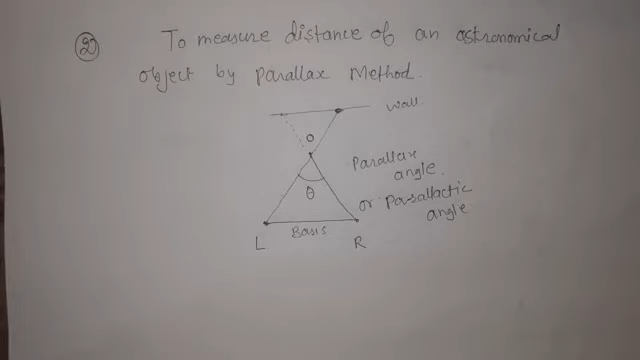 ② To measure distance of an astronomical
object by Parallax Method.
wall
O
Parallax
angle.
θ
or Parallactic
angle
Basis
L R